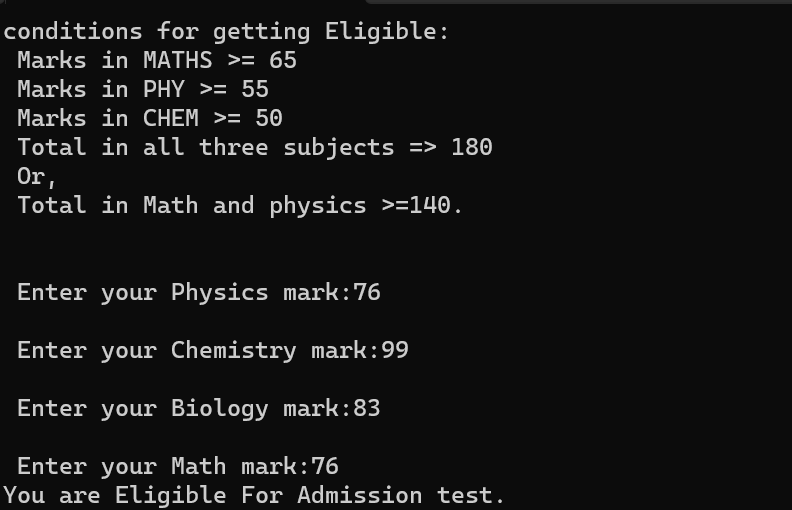 conditions for getting Eligible:
Marks in MATHS >= 65
Marks in PHY >= 55
Marks in CHEM >= 50
Total in all three subjects => 180
Or,
Total in Math and physics >=140.
Enter your Physics mark:76
Enter your Chemistry mark:99
Enter your Biology mark:83
Enter your Math mark:76
You are Eligible For Admission test.